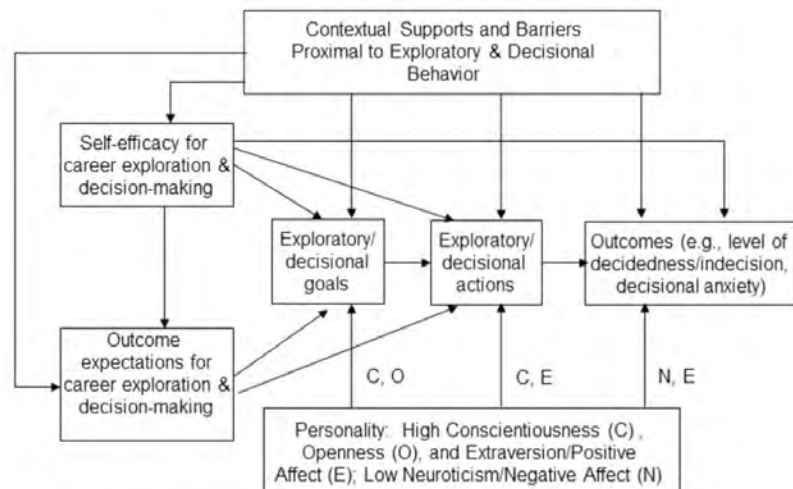 Contextual Supports and Barriers
Proximal to Exploratory & Decisional
Behavior
Self-efficacy for
career exploration &
decision-making
Exploratory/
decisional
goals
Exploratory/
decisional
actions
Outcomes (e.g., level of
decidedness/indecision,
decisional anxiety)
Outcome
expectations for
career exploration &
decision-making
C, O
C, E
N, E
Personality: High Conscientiousness (C) ,
Openness (O), and Extraversion/Positive
Affect (E); Low Neuroticism/Negative Affect (N)